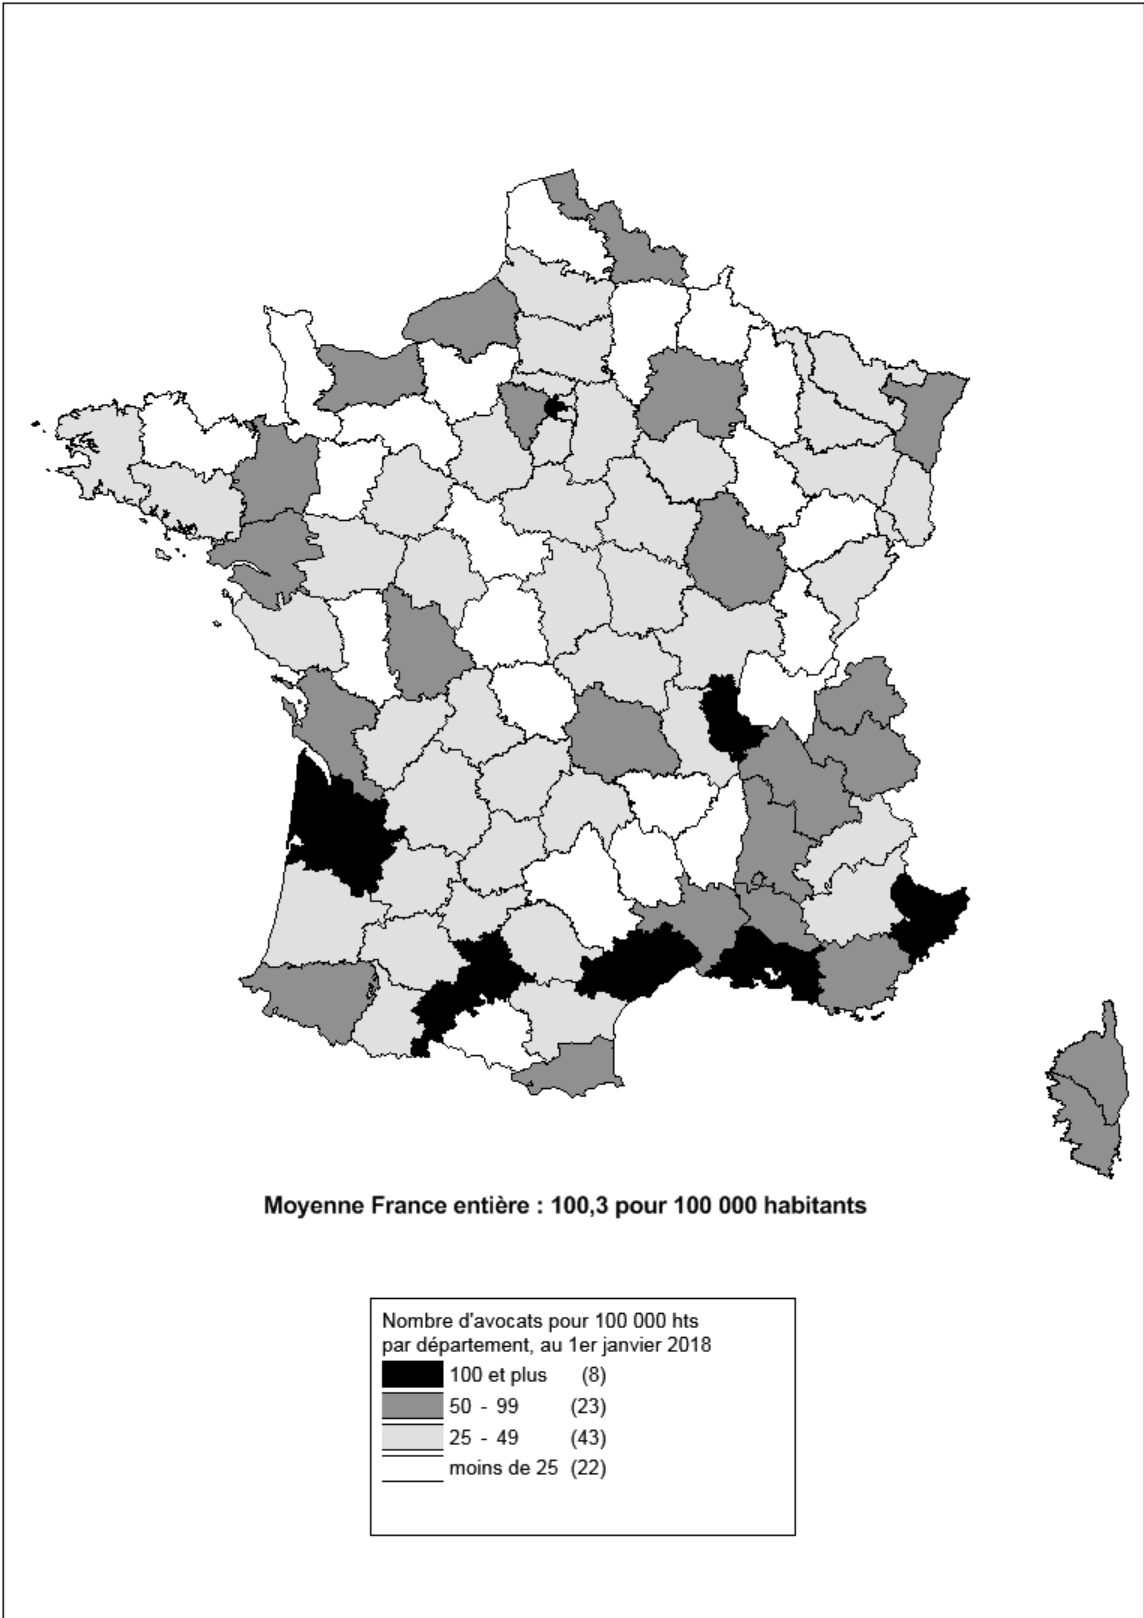 Moyenne France entière : 100,3 pour 100 000 habitants
Nombre d'avocats pour 100 000 hts
par département, au 1er janvier 2018
100 et plus (8)
50 - 99 (23)
25 - 49 (43)
moins de 25 (22)